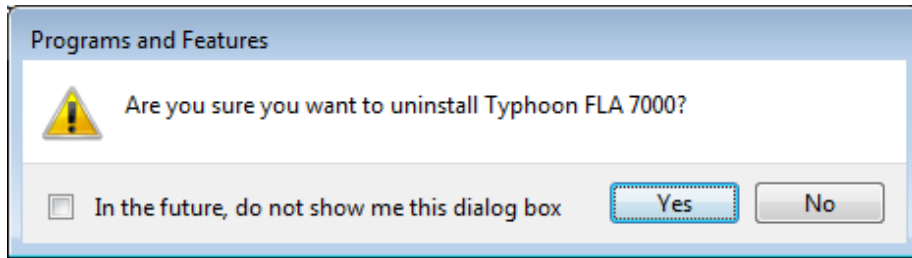 Programs and Features
Are you sure you want to uninstall Typhoon FLA 7000?
In the future, do not show me this dialog box
Yes
No